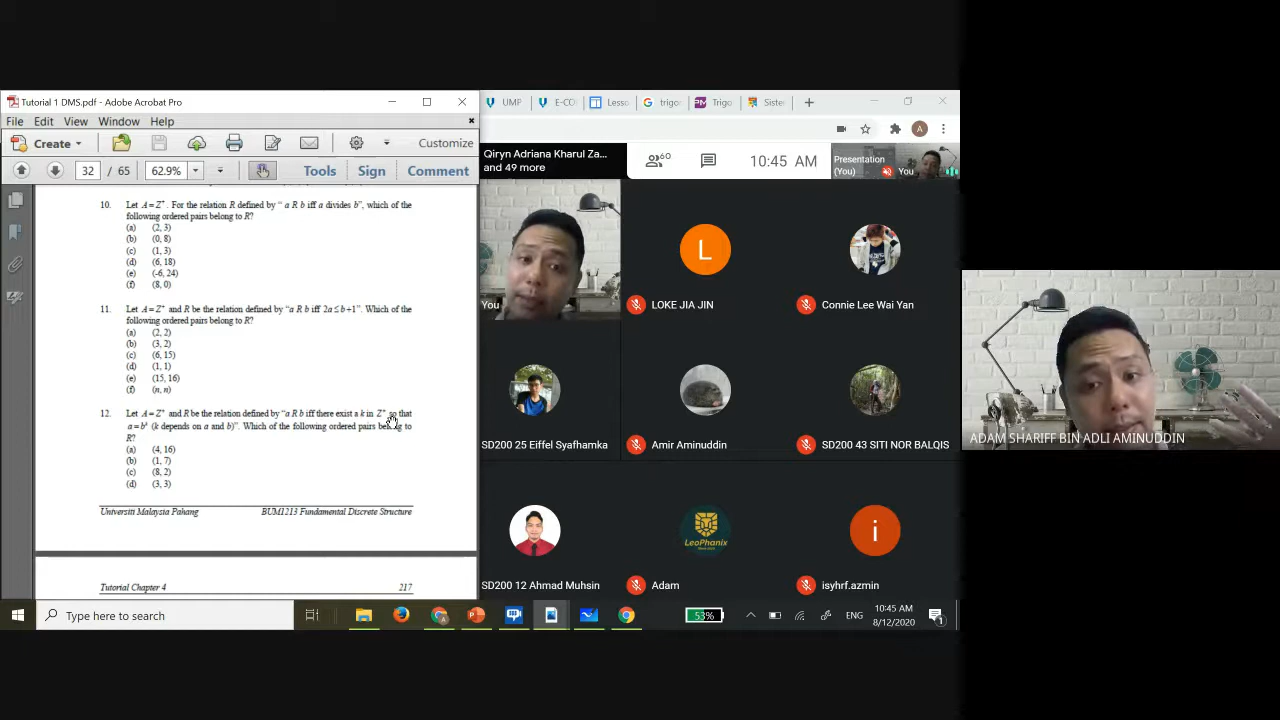 Tutorial 1 DMS.pdf - Adobe Acrobat Pro
File Edit View Window Help
Create
Customize
32 / 65 62.9%
Tools Sign Comment
10. Let A = Z⁺. For the relation R defined by " a R b iff a divides b", which of the
following ordered pairs belong to R?
(a) (2, 3)
(b) (0, 8)
(c) (1, 3)
(d) (6, 18)
(e) (-6, 24)
(f) (8, 0)
11. Let A = Z⁺ and R be the relation defined by "a R b iff 2a ≤ b+1". Which of the
following ordered pairs belong to R?
(a) (2, 2)
(b) (3, 2)
(c) (6, 15)
(d) (1, 1)
(e) (15, 16)
(f) (n, n)
12. Let A = Z⁺ and R be the relation defined by "a R b iff there exist a k in Z⁺ so that
a = bᵏ (k depends on a and b)". Which of the following ordered pairs belong to
R?
(a) (4, 16)
(b) (1, 7)
(c) (8, 2)
(d) (3, 3)
Universiti Malaysia Pahang BUM1213 Fundamental Discrete Structure
Tutorial Chapter 4 217
UMP E-CO Lesso trigo Trigo Siste
A
Qiryn Adriana Kharul Za...
and 49 more
60
10:45 AM
Presentation
(You)
You
You
L
LOKE JIA JIN
Connie Lee Wai Yan
SD200 25 Eiffel Syafhamka
Amir Aminuddin
SD200 43 SITI NOR BALQIS
SD200 12 Ahmad Muhsin
LeoPhanix
Adam
i
isyhrf.azmin
ADAM SHARIFF BIN ADLI AMINUDDIN
Type here to search
53%
ENG
10:45 AM
8/12/2020
1